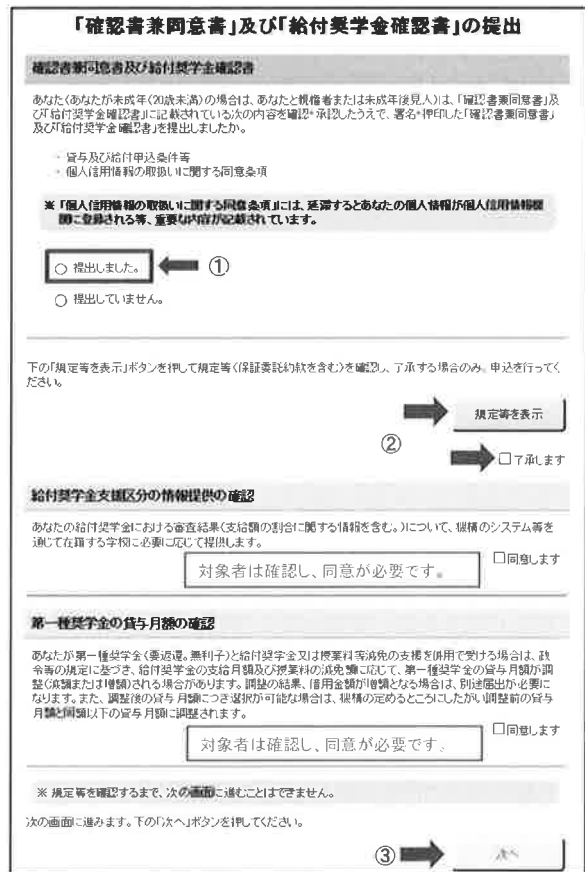 「確認書兼同意書」及び「給付奨学金確認書」の提出
確認書兼同意書及び給付奨学金確認書
あなた(あなたが未成年(20歳未満)の場合は、あなたと親権者または未成年後見人)は、「確認書兼同意書」及
び「給付奨学金確認書」に記載されている次の内容を確認・承認したうえで、署名・押印した「確認書兼同意書」
及び「給付奨学金確認書」を提出しましたか。
・ 貸与及び給付申込条件等
・ 個人信用情報の取扱いに関する同意条項
※ 「個人信用情報の取扱いに関する同意条項」には、延滞するとあなたの個人情報が個人信用情報機
関に登録される等、重要な内容が記載されています。
○ 提出しました。 ①
○ 提出していません。
下の「規定等を表示」ボタンを押して規定等(保証委託約款を含む)を確認し、了承する場合のみ、申込を行ってく
ださい。
規定等を表示
②
□了承します
給付奨学金支援区分の情報提供の確認
あなたの給付奨学金における審査結果(支給額の割合に関する情報を含む。)について、機構のシステム等を
通じて在籍する学校に必要に応じて提供します。
□同意します
対象者は確認し、同意が必要です。
第一種奨学金の貸与月額の確認
あなたが第一種奨学金(要返還。無利子)と給付奨学金又は授業料等減免の支援を併用で受ける場合は、政
令等の規定に基づき、給付奨学金の支給月額及び授業料の減免額に応じて、第一種奨学金の貸与月額が調
整(減額または増額)される場合があります。調整の結果、借用金額が増額となる場合は、別途届出が必要に
なります。また、調整後の貸与月額につき選択が可能な場合は、機構の定めるところにしたがい調整前の貸与
月額と同額以下の貸与月額に調整されます。
□同意します
対象者は確認し、同意が必要です。
※ 規定等を確認するまで、次の画面に進むことはできません。
次の画面に進みます。下の「次へ」ボタンを押してください。
③ 次へ